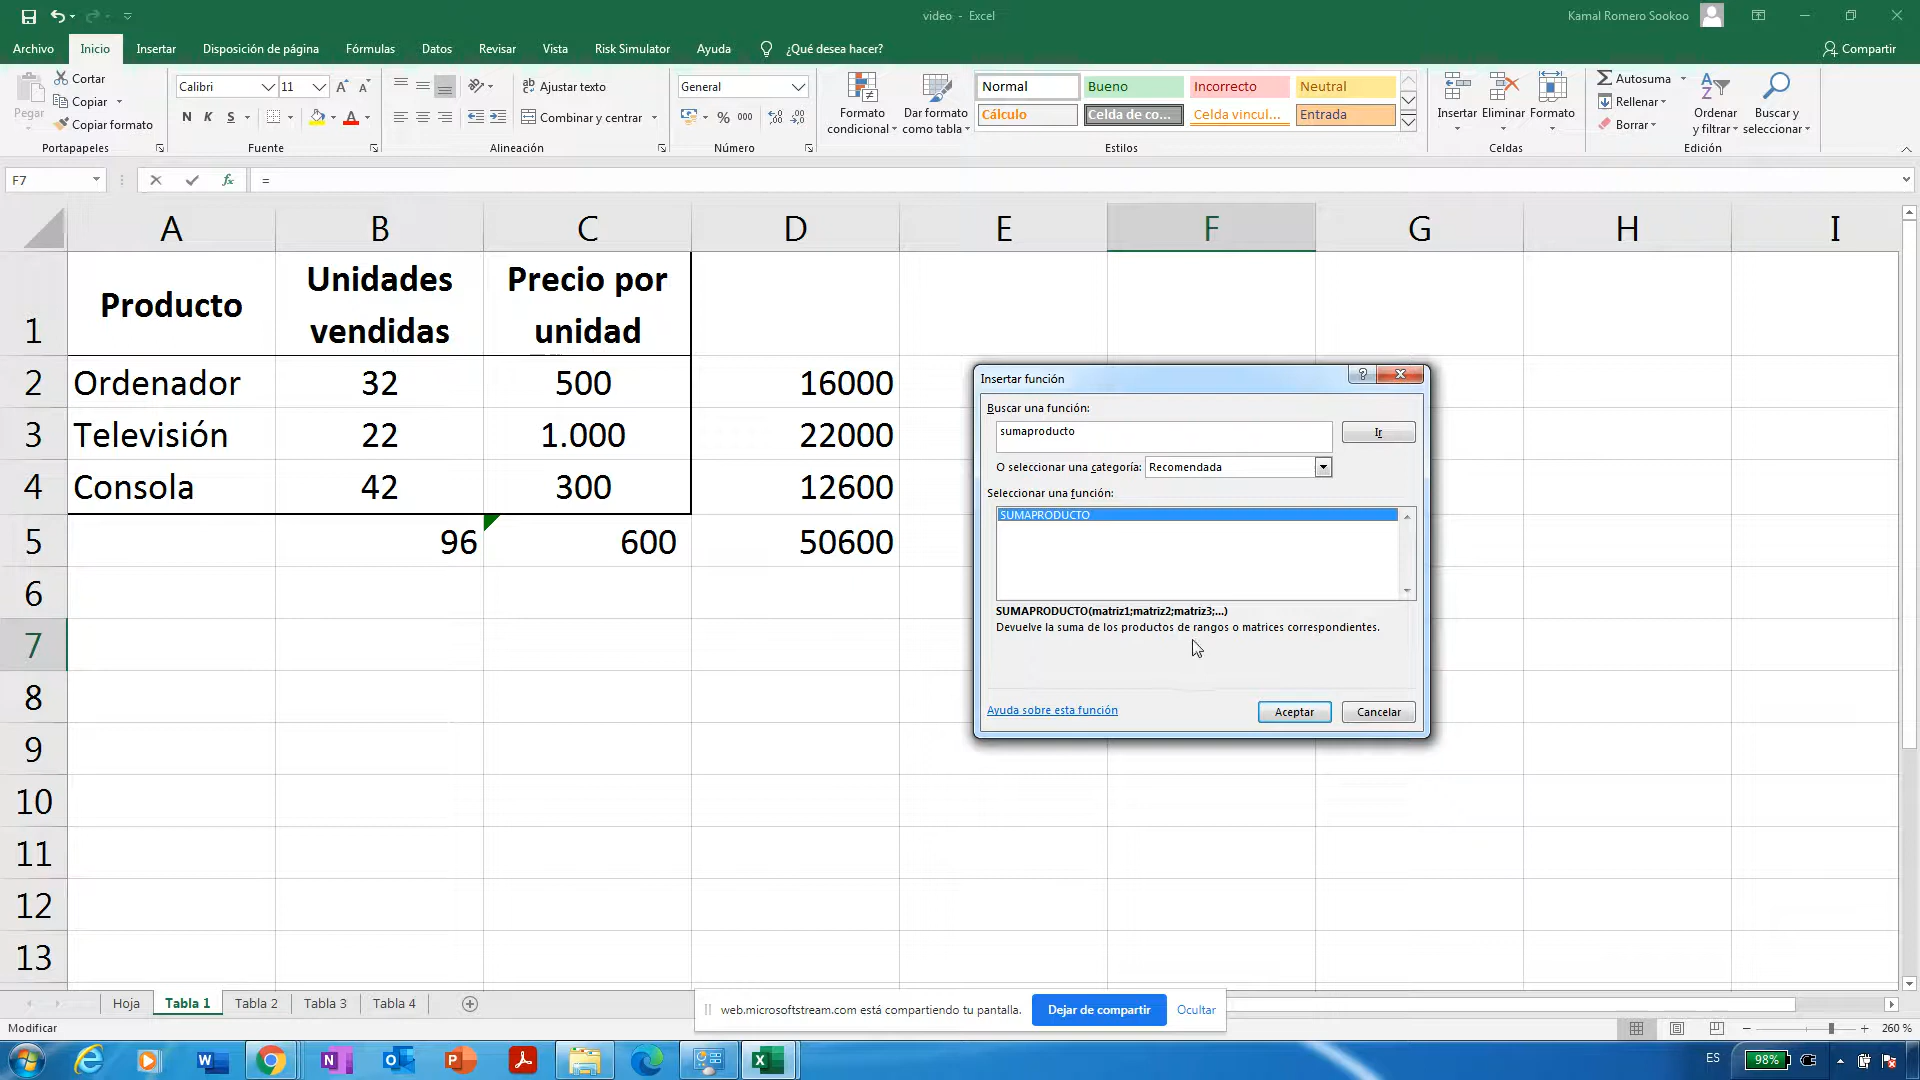 video - Excel
Kamal Romero Sookoo
Archivo Inicio Insertar Disposición de página Fórmulas Datos Revisar Vista Risk Simulator Ayuda ¿Qué desea hacer? Compartir
Pegar
Cortar
Copiar
Copiar formato
Portapapeles
Calibri 11
N K S
Fuente
Ajustar texto
Combinar y centrar
Alineación
General
% 000
Número
Formato
condicional
Dar formato
como tabla
Normal Bueno Incorrecto Neutral
Cálculo Celda de co... Celda vincul... Entrada
Estilos
Insertar Eliminar Formato
Celdas
Autosuma
Rellenar
Borrar
Ordenar
y filtrar
Buscar y
seleccionar
Edición
F7 fx =
A B C D E F G H I
1 Producto Unidades vendidas Precio por unidad
2 Ordenador 32 500 16000
3 Televisión 22 1.000 22000
4 Consola 42 300 12600
5 96 600 50600
6
7
8
9
10
11
12
13
Insertar función
?
Buscar una función:
sumaproducto
Ir
O seleccionar una categoría: Recomendada
Seleccionar una función:
SUMAPRODUCTO
SUMAPRODUCTO(matriz1;matriz2;matriz3;...)
Devuelve la suma de los productos de rangos o matrices correspondientes.
Ayuda sobre esta función
Aceptar
Cancelar
Hoja Tabla 1 Tabla 2 Tabla 3 Tabla 4
web.microsoftstream.com está compartiendo tu pantalla. Dejar de compartir Ocultar
Modificar
260 %
ES
98%